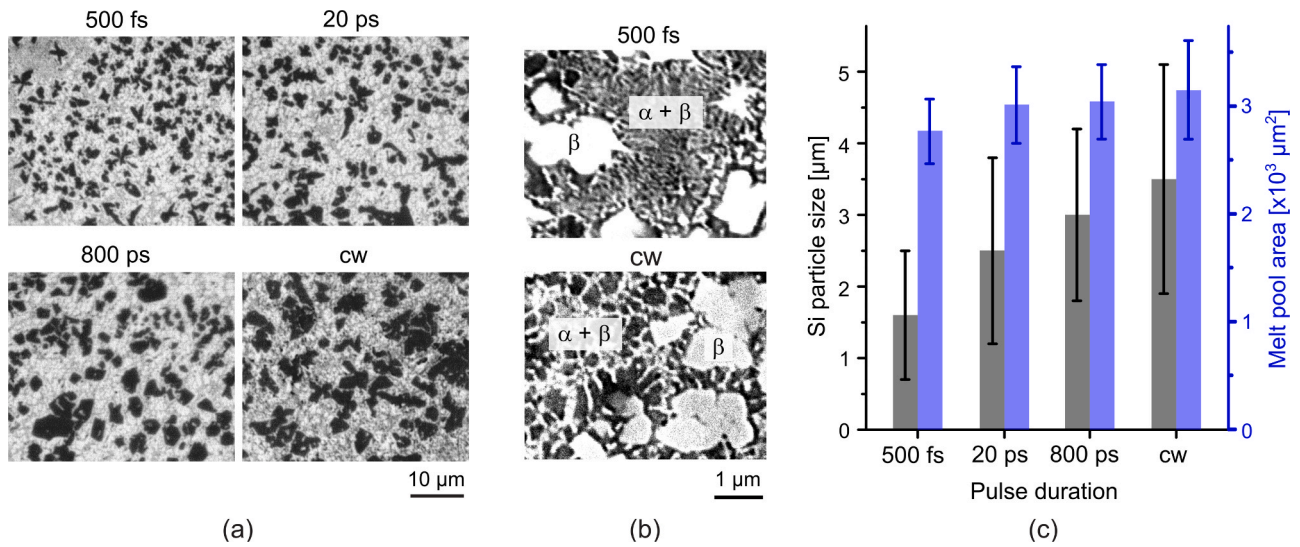 500 fs
20 ps
800 ps
cw
10 µm
(a)
500 fs
α + β
β
cw
α + β
β
1 µm
(b)
Si particle size [µm]
5
4
3
2
1
0
Melt pool area [x10³ µm²]
3
2
1
0
500 fs
20 ps
800 ps
cw
Pulse duration
(c)